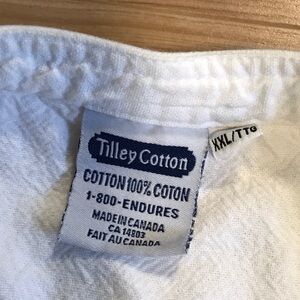 Tilley Cotton
COTTON 100% COTON
1-800-ENDURES
MADE IN CANADA
CA 14803
FAIT AU CANADA
XXL/TTG